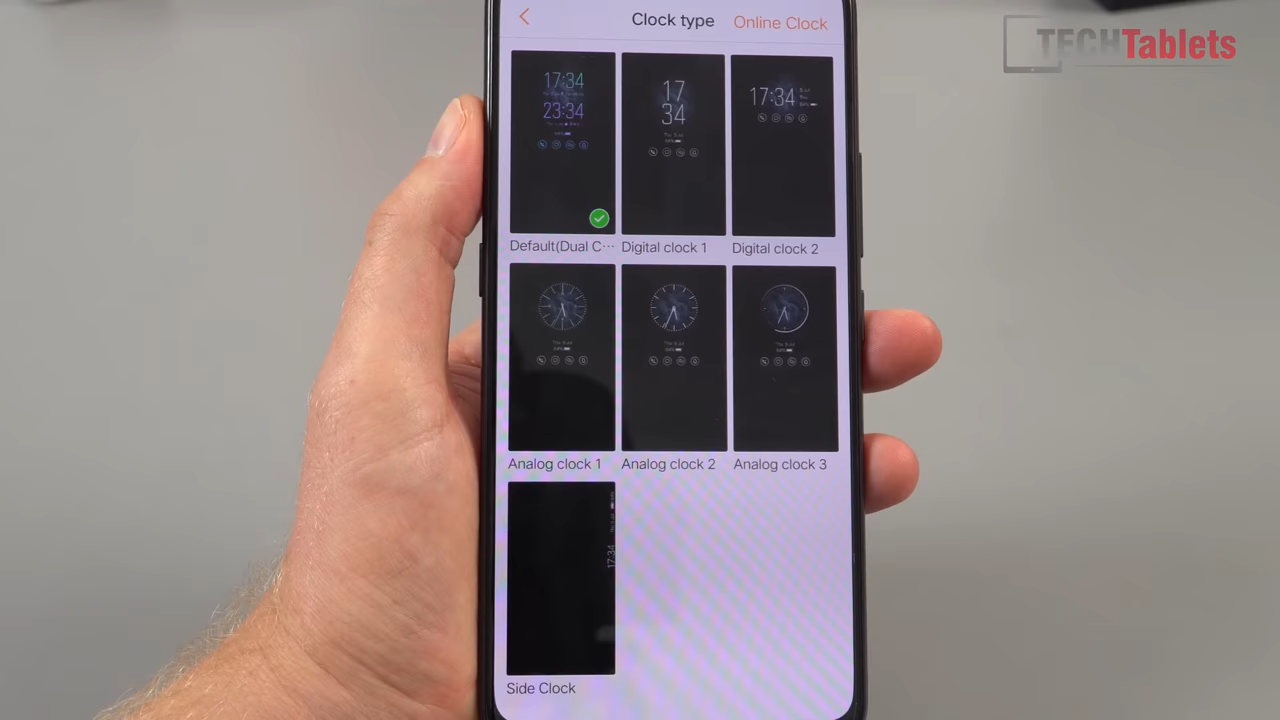 Clock type
Online Clock
TECHTablets
17:34
23:34
17
34
17:34
Default(Dual C···
Digital clock 1
Digital clock 2
Analog clock 1
Analog clock 2
Analog clock 3
17:34
Side Clock